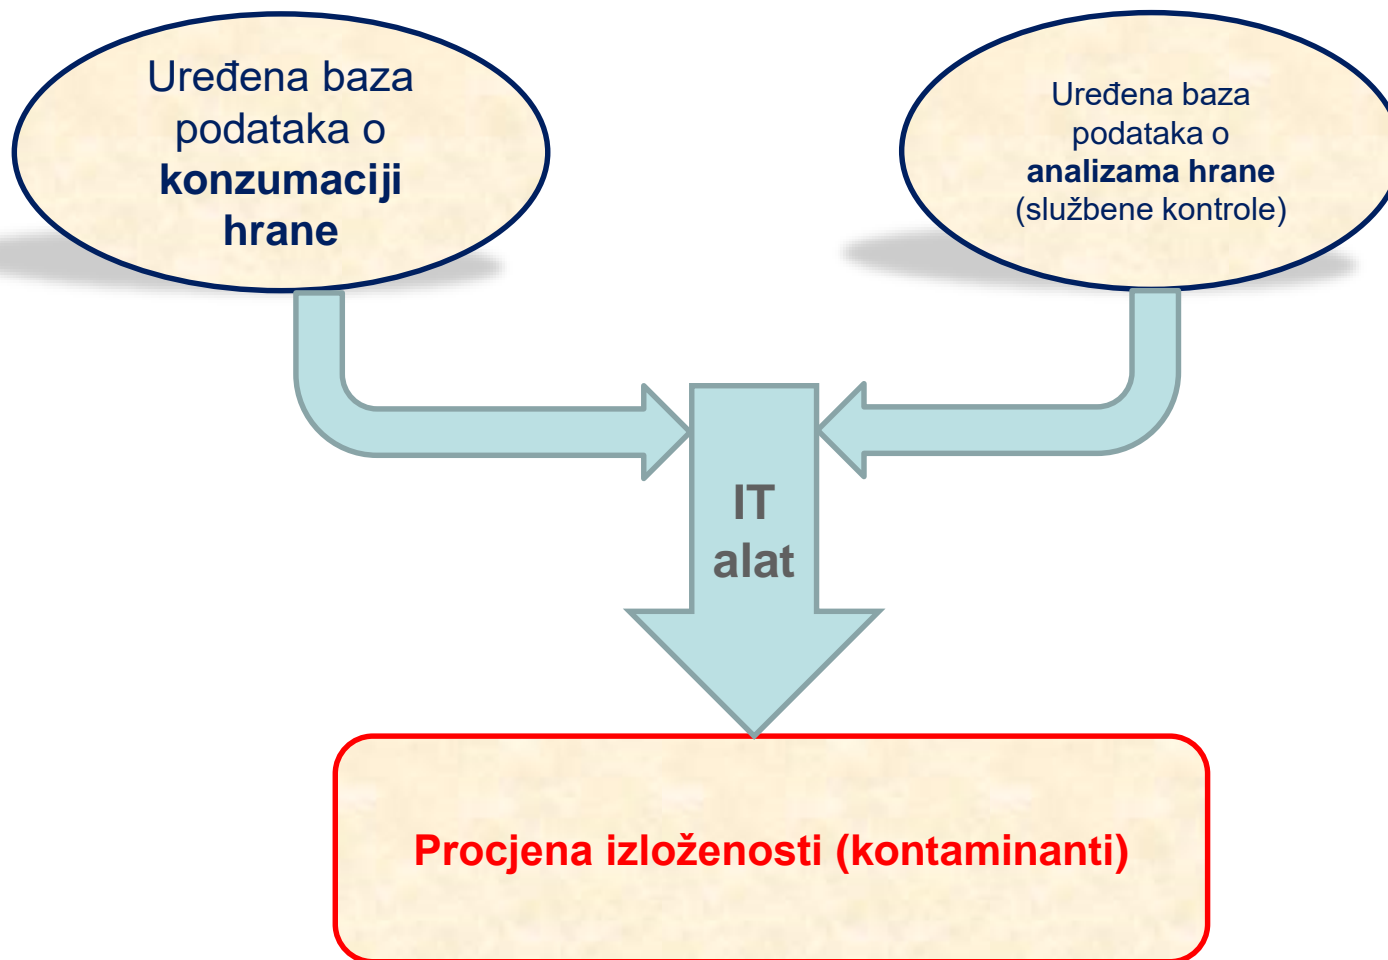 Uređena baza
podataka o
konzumaciji
hrane
Uređena baza
podataka o
analizama hrane
(službene kontrole)
IT
alat
Procjena izloženosti (kontaminanti)